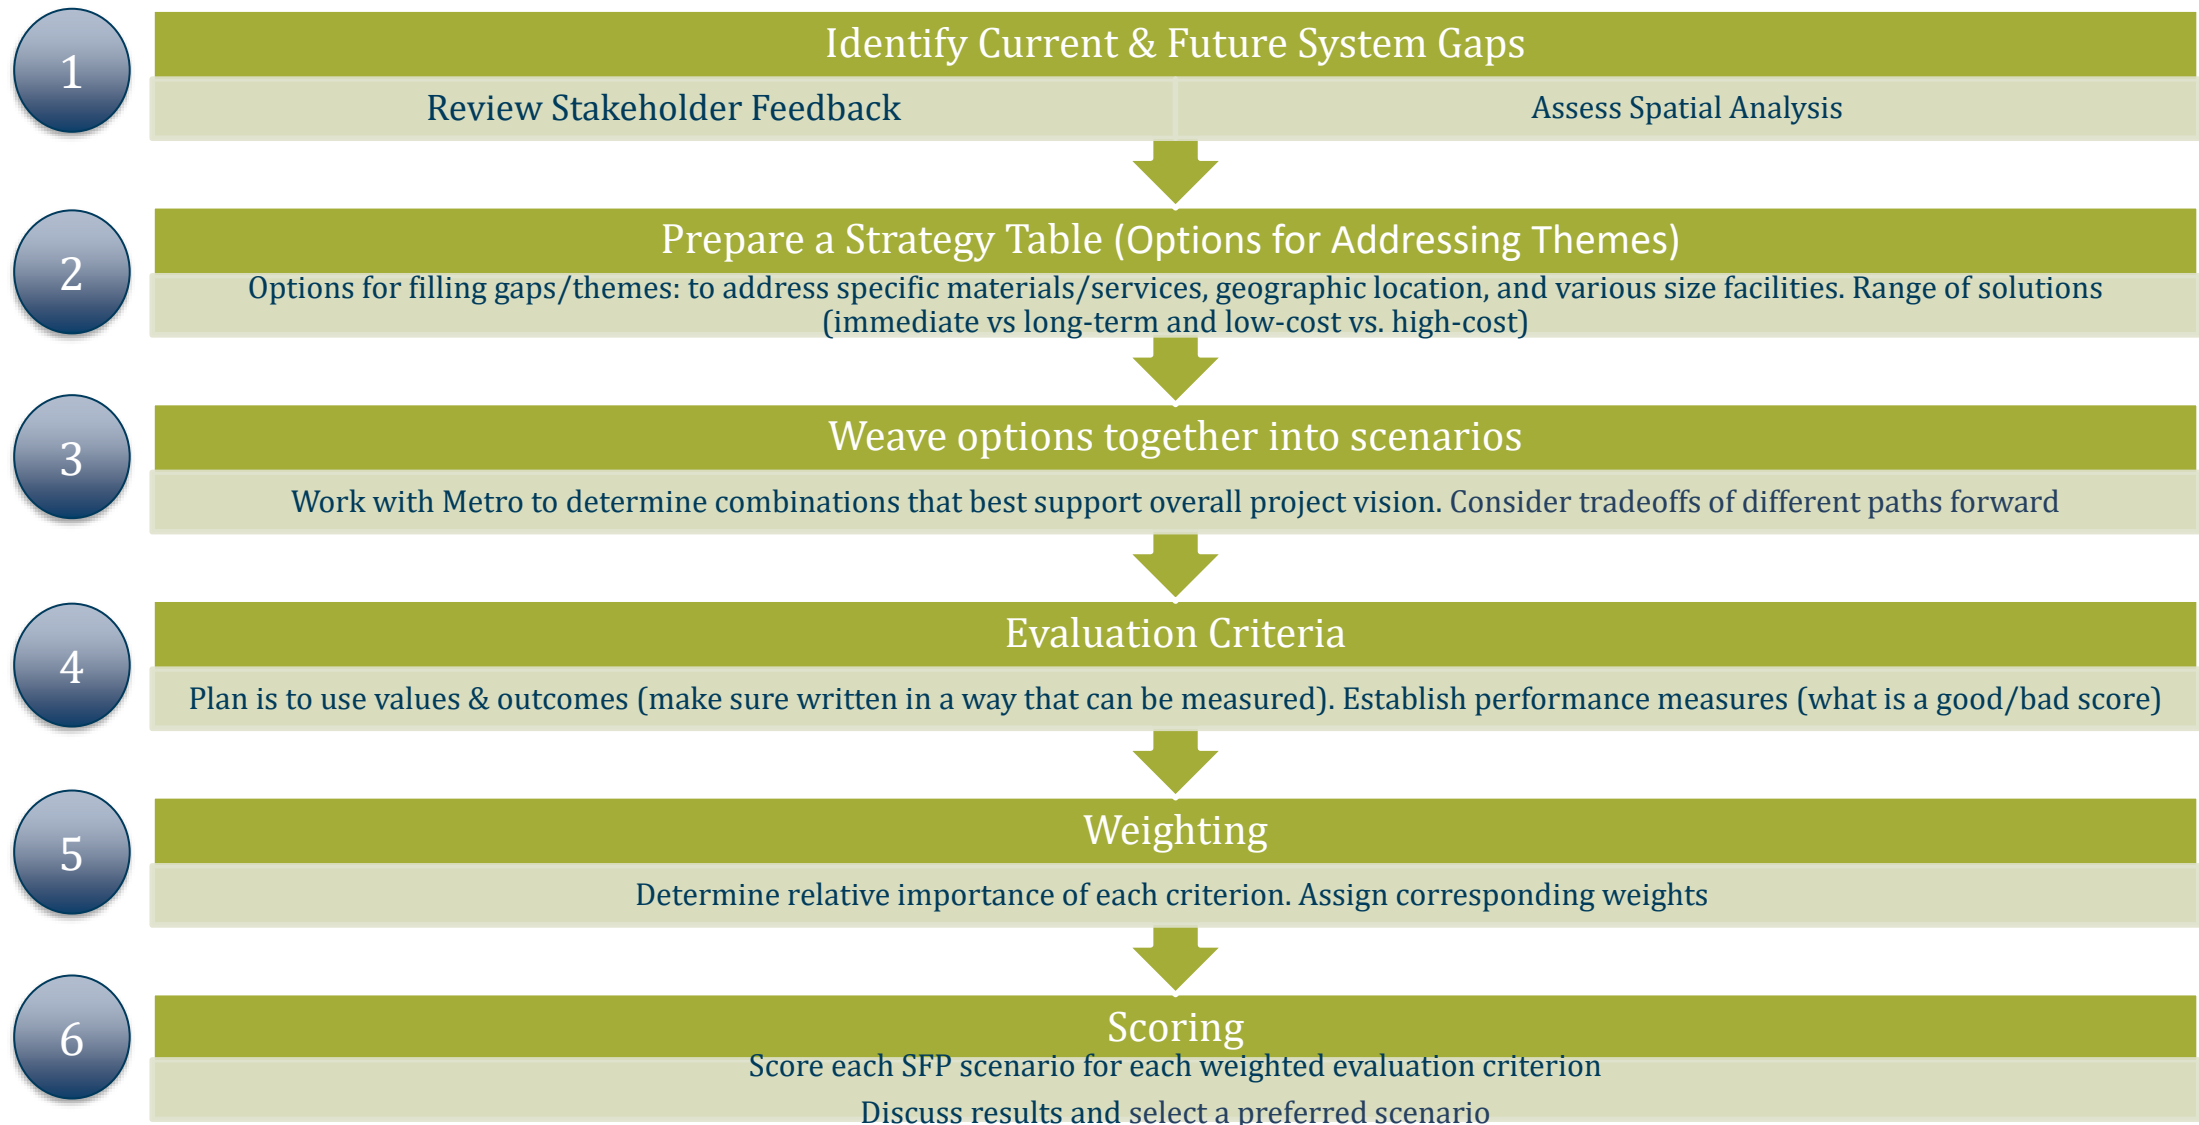 1
Identify Current & Future System Gaps
Review Stakeholder Feedback
Assess Spatial Analysis
2
Prepare a Strategy Table (Options for Addressing Themes)
Options for filling gaps/themes: to address specific materials/services, geographic location, and various size facilities. Range of solutions
(immediate vs long-term and low-cost vs. high-cost)
3
Weave options together into scenarios
Work with Metro to determine combinations that best support overall project vision. Consider tradeoffs of different paths forward
4
Evaluation Criteria
Plan is to use values & outcomes (make sure written in a way that can be measured). Establish performance measures (what is a good/bad score)
5
Weighting
Determine relative importance of each criterion. Assign corresponding weights
6
Scoring
Score each SFP scenario for each weighted evaluation criterion
Discuss results and select a preferred scenario